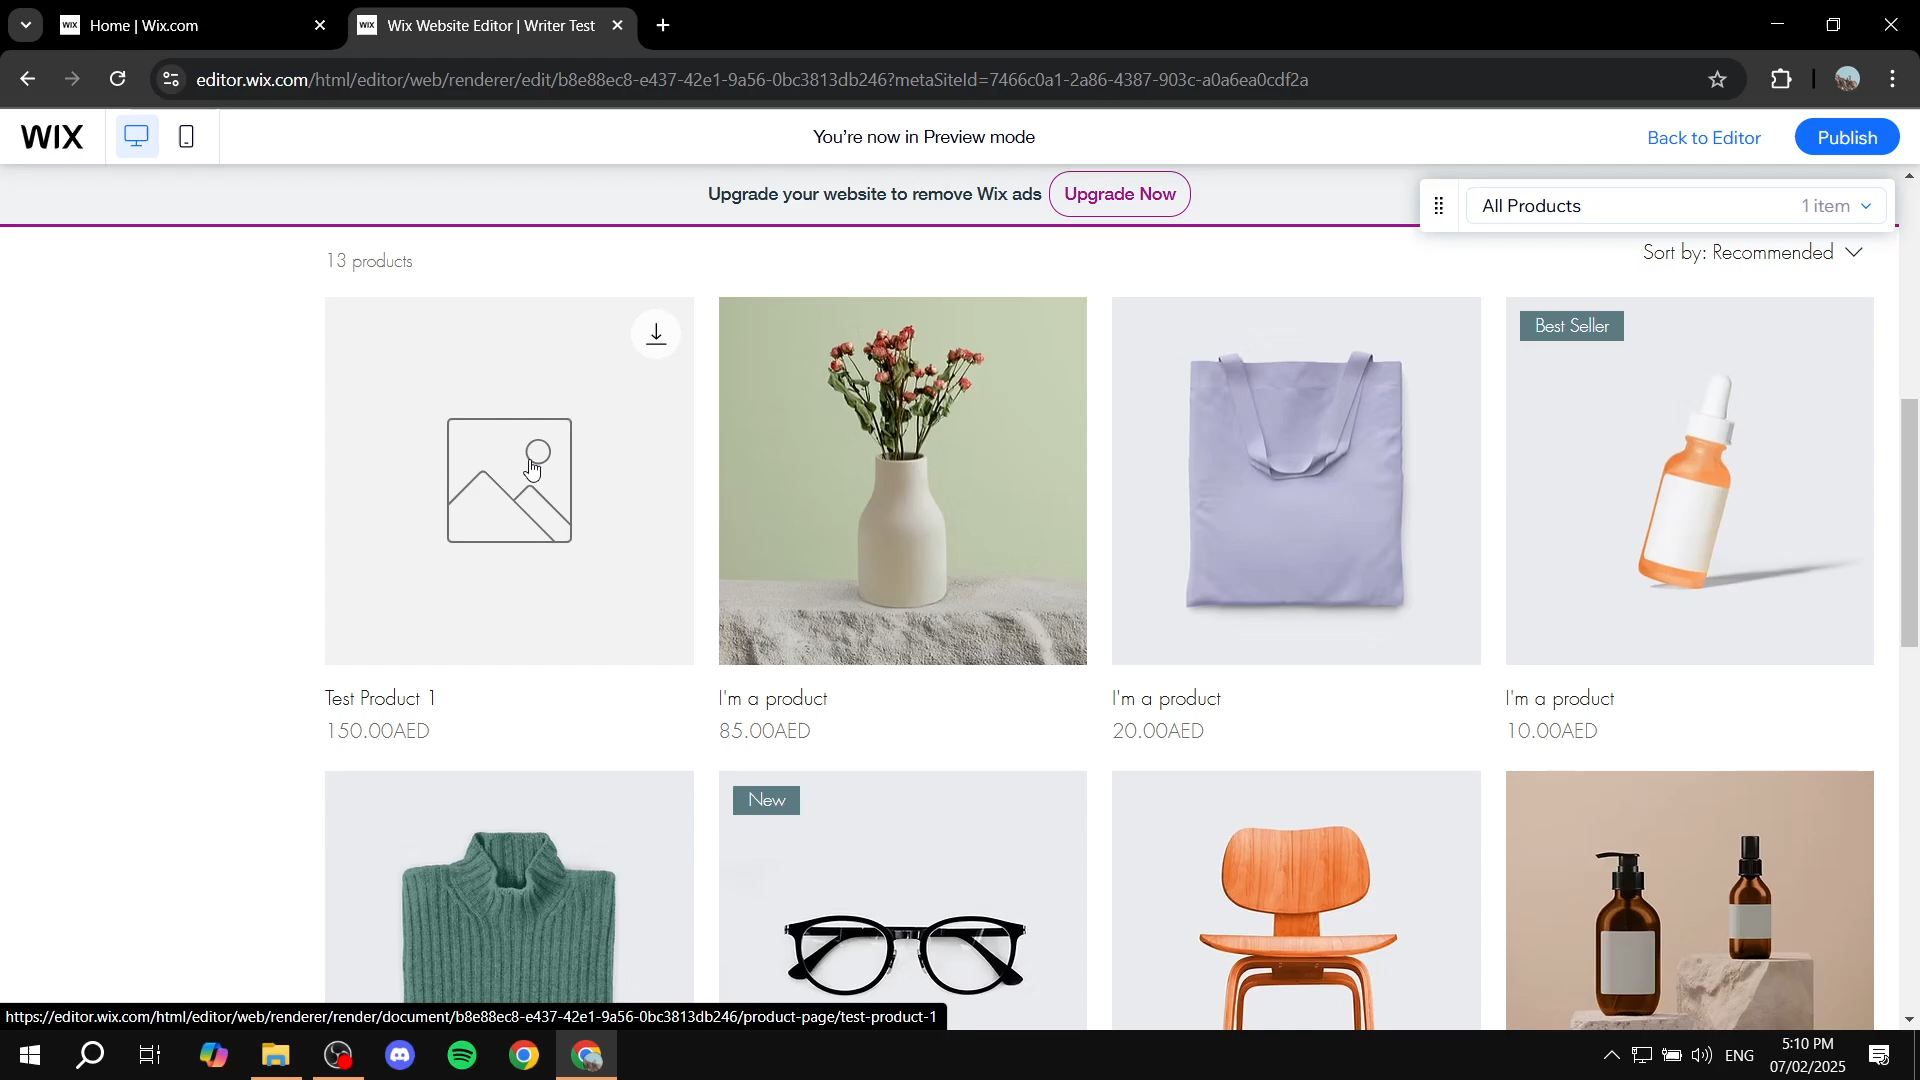 WIX Home | Wix.com
WIX Wix Website Editor | Writer Test
editor.wix.com/html/editor/web/renderer/edit/b8e88ec8-e437-42e1-9a56-0bc3813db246?metaSiteId=7466c0a1-2a86-4387-903c-a0a6ea0cdf2a
WIX
You're now in Preview mode
Back to Editor
Publish
Upgrade your website to remove Wix ads
Upgrade Now
All Products
1 item
13 products
Sort by: Recommended
Best Seller
Test Product 1
I'm a product
I'm a product
I'm a product
150.00AED
85.00AED
20.00AED
10.00AED
New
https://editor.wix.com/html/editor/web/renderer/render/document/b8e88ec8-e437-42e1-9a56-0bc3813db246/product-page/test-product-1
ENG
5:10 PM
07/02/2025